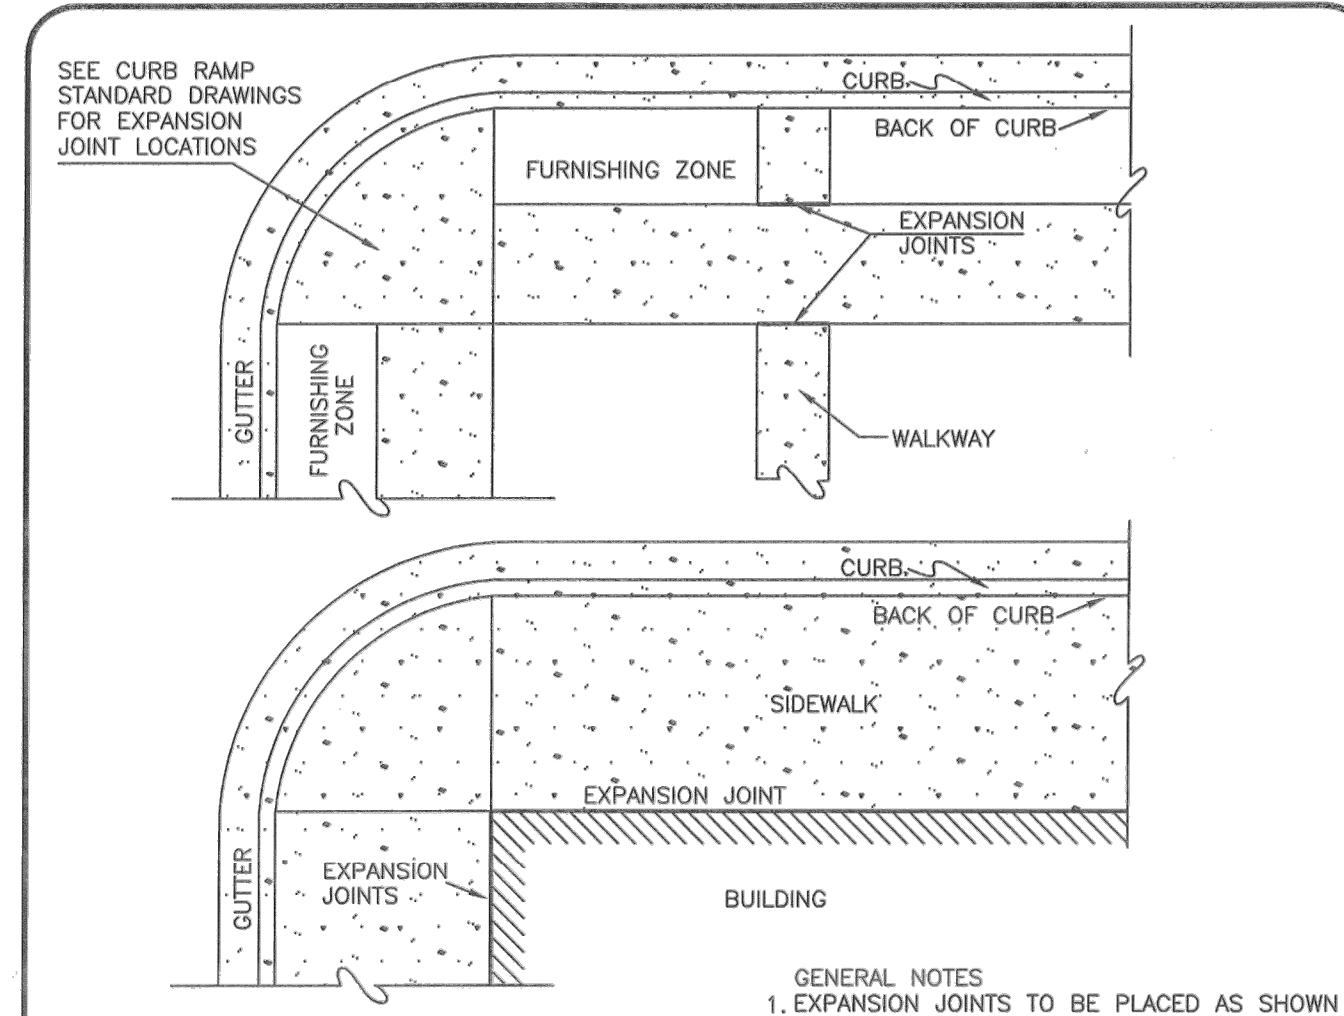 SEE CURB RAMP
STANDARD DRAWINGS
FOR EXPANSION
JOINT LOCATIONS
CURB
BACK OF CURB
FURNISHING ZONE
EXPANSION
JOINTS
GUTTER
FURNISHING
ZONE
WALKWAY
CURB
BACK OF CURB
SIDEWALK
EXPANSION JOINT
GUTTER
EXPANSION
JOINTS
BUILDING
GENERAL NOTES
1. EXPANSION JOINTS TO BE PLACED AS SHOWN